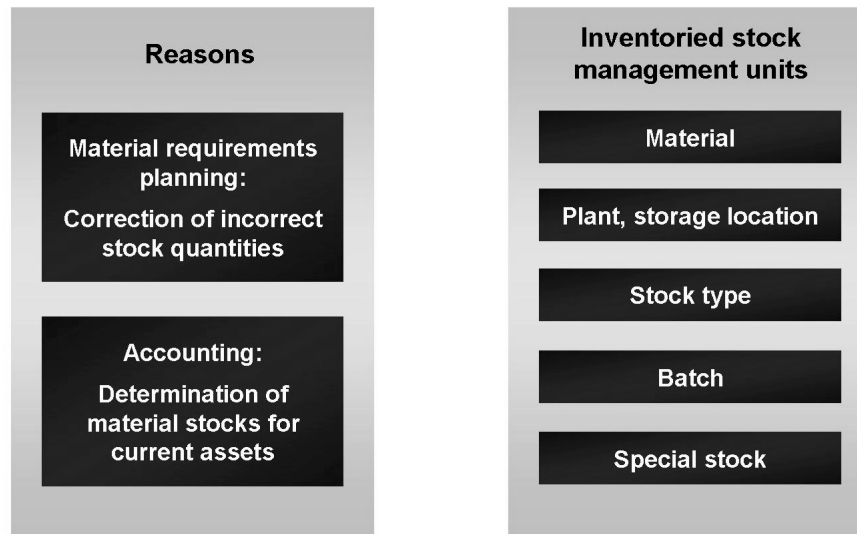 Reasons
Material requirements
planning:
Correction of incorrect
stock quantities
Accounting:
Determination of
material stocks for
current assets
Inventoried stock
management units
Material
Plant, storage location
Stock type
Batch
Special stock